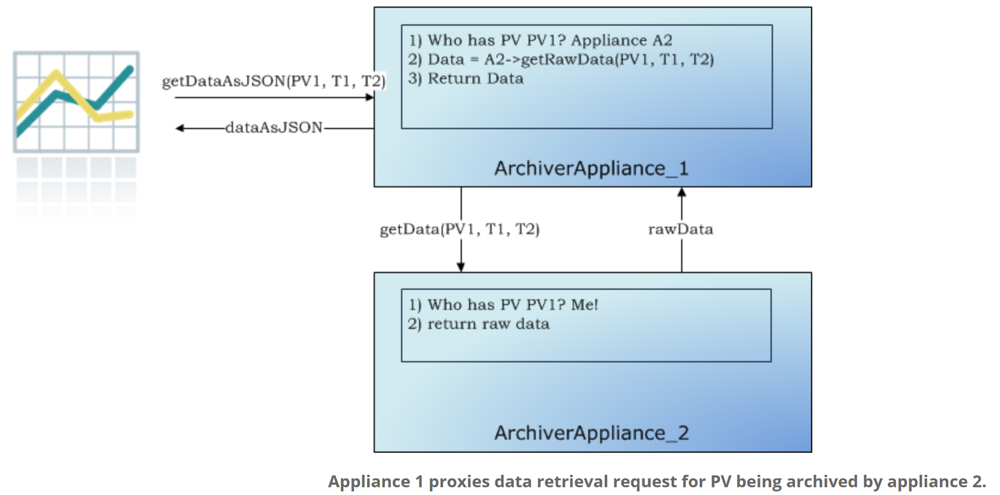 1) Who has PV PV1? Appliance A2
2) Data = A2->getRawData(PV1, T1, T2)
3) Return Data
getDataAsJSON(PV1, T1, T2)
dataAsJSON
ArchiverAppliance_1
getData(PV1, T1, T2)
rawData
1) Who has PV PV1? Me!
2) return raw data
ArchiverAppliance_2
Appliance 1 proxies data retrieval request for PV being archived by appliance 2.